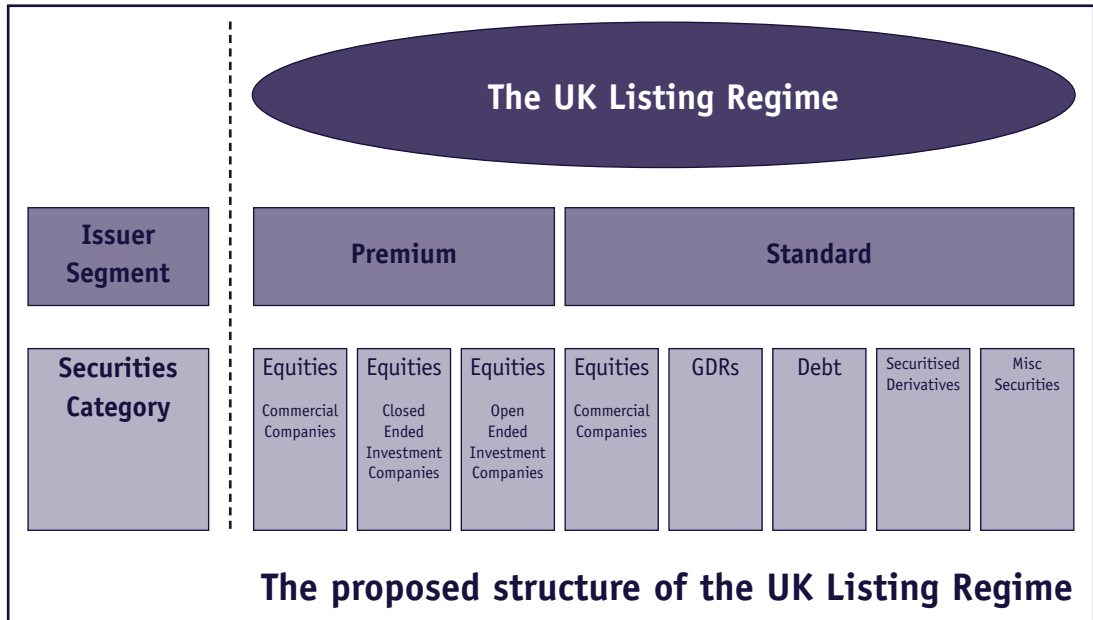 The UK Listing Regime
Issuer
Segment
Premium
Standard
Securities
Category
Equities
Commercial
Companies
Equities
Closed
Ended
Investment
Companies
Equities
Open
Ended
Investment
Companies
Equities
Commercial
Companies
GDRs
Debt
Securitised
Derivatives
Misc
Securities
The proposed structure of the UK Listing Regime